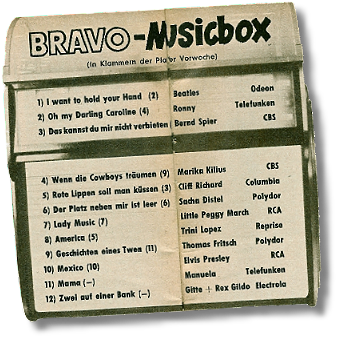 BRAVO-Musicbox
(in Klammern der Platz der Vorwoche)
1) I want to hold your Hand (2) Beatles Odeon
2) Oh my Darling Caroline (4) Ronny Telefunken
3) Das kannst du mir nicht verbieten Bernd Spier CBS
4) Wenn die Cowboys träumen (9) Marika Kilius CBS
5) Rote Lippen soll man küssen (3) Cliff Richard Columbia
6) Der Platz neben mir ist leer (6) Sacha Distel Polydor
7) Lady Music (7) Little Peggy March RCA
8) America (5) Trini Lopez Reprise
9) Geschichten eines Twen (11) Thomas Fritsch Polydor
10) Mexico (10) Elvis Presley RCA
11) Mama (—) Manuela Telefunken
12) Zwei auf einer Bank (—) Gitte + Rex Gildo Electrola